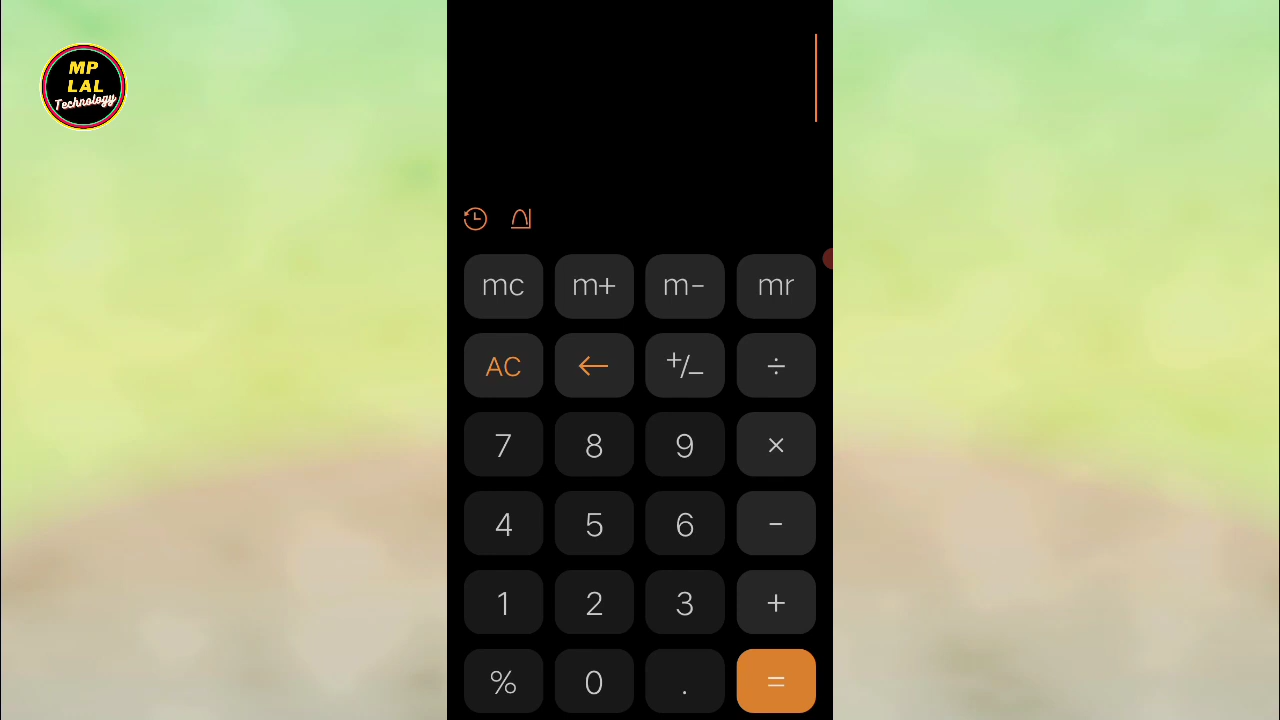 MP
LAL
Technology
mc m+ m- mr
AC ← +/− ÷
7 8 9 ×
4 5 6 -
1 2 3 +
% 0 . =